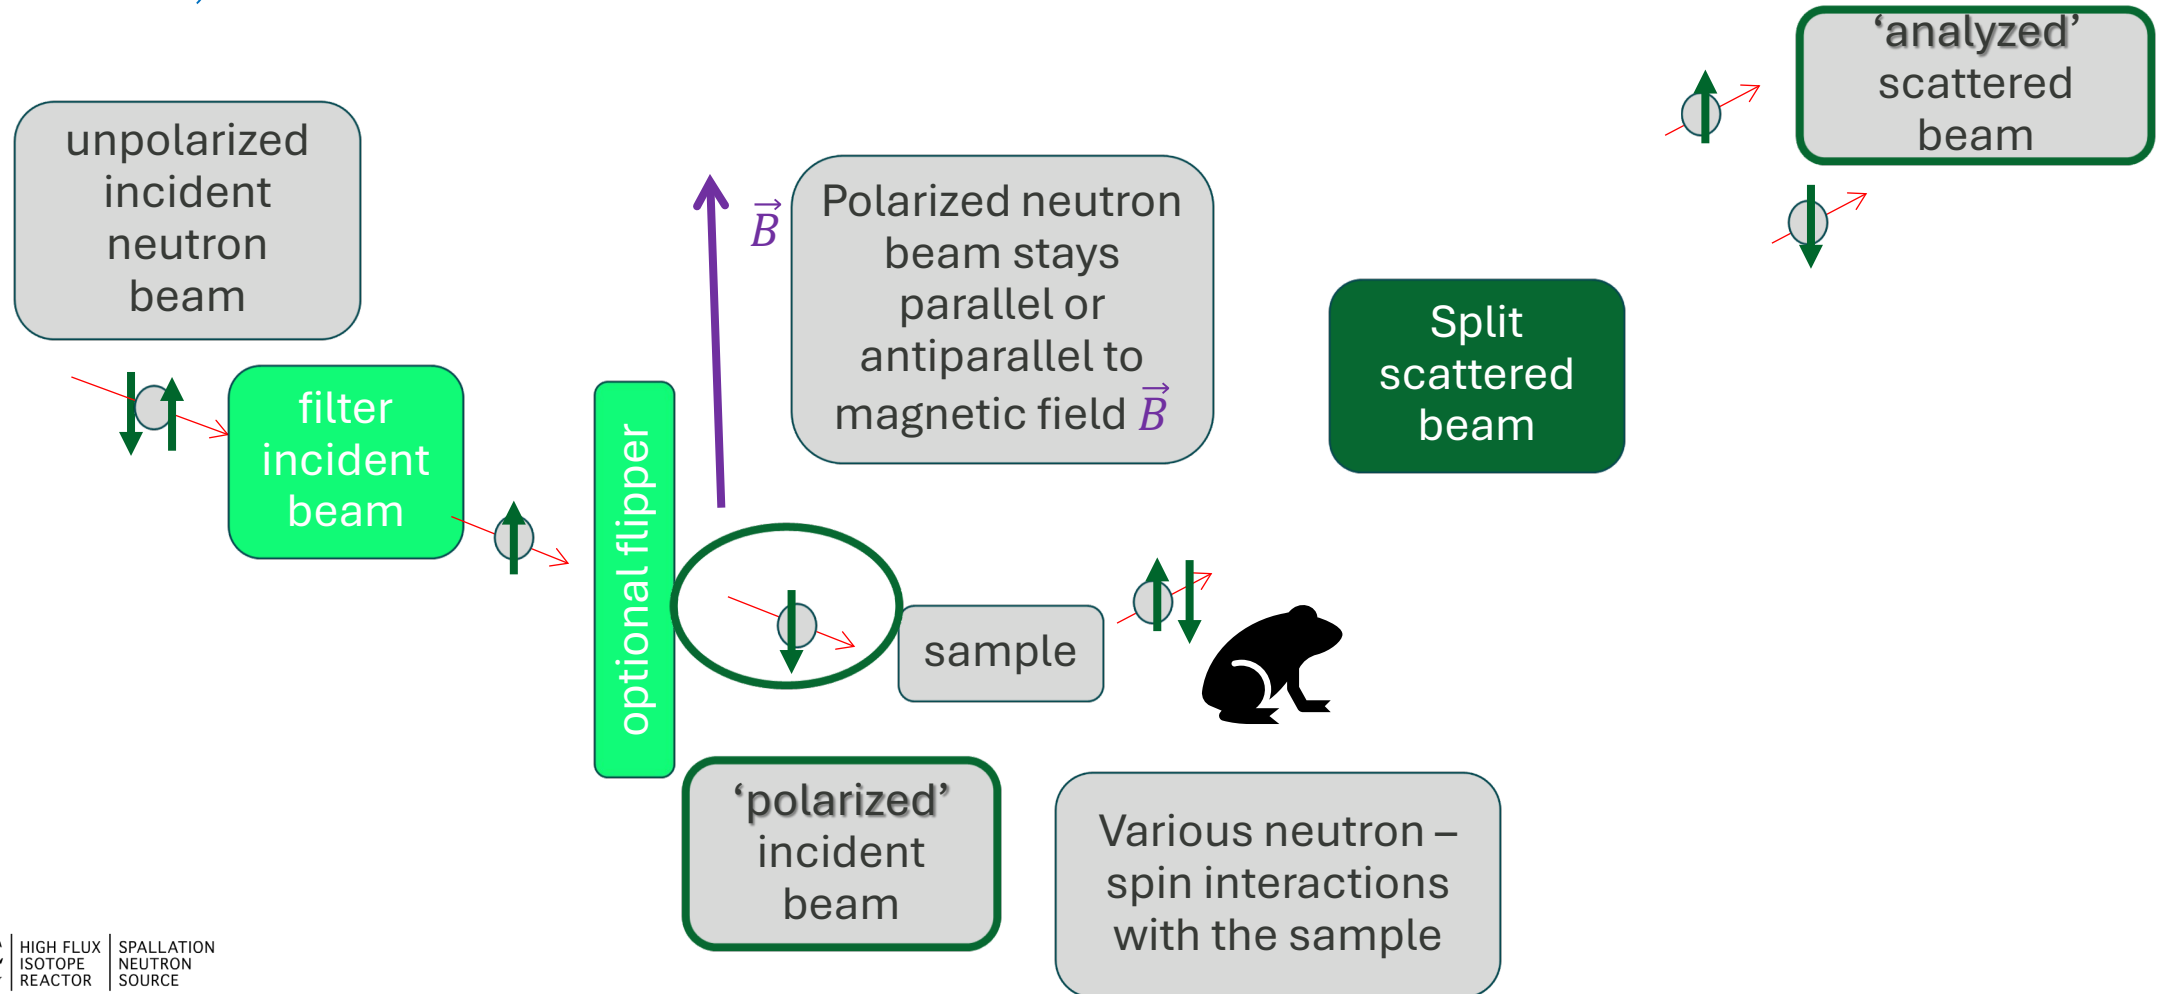 unpolarized
incident
neutron
beam
filter
incident
beam
optional flipper
B
Polarized neutron
beam stays
parallel or
antiparallel to
magnetic field B
sample
‘polarized’
incident
beam
Various neutron –
spin interactions
with the sample
Split
scattered
beam
‘analyzed’
scattered
beam
HIGH FLUX
ISOTOPE
REACTOR
SPALLATION
NEUTRON
SOURCE